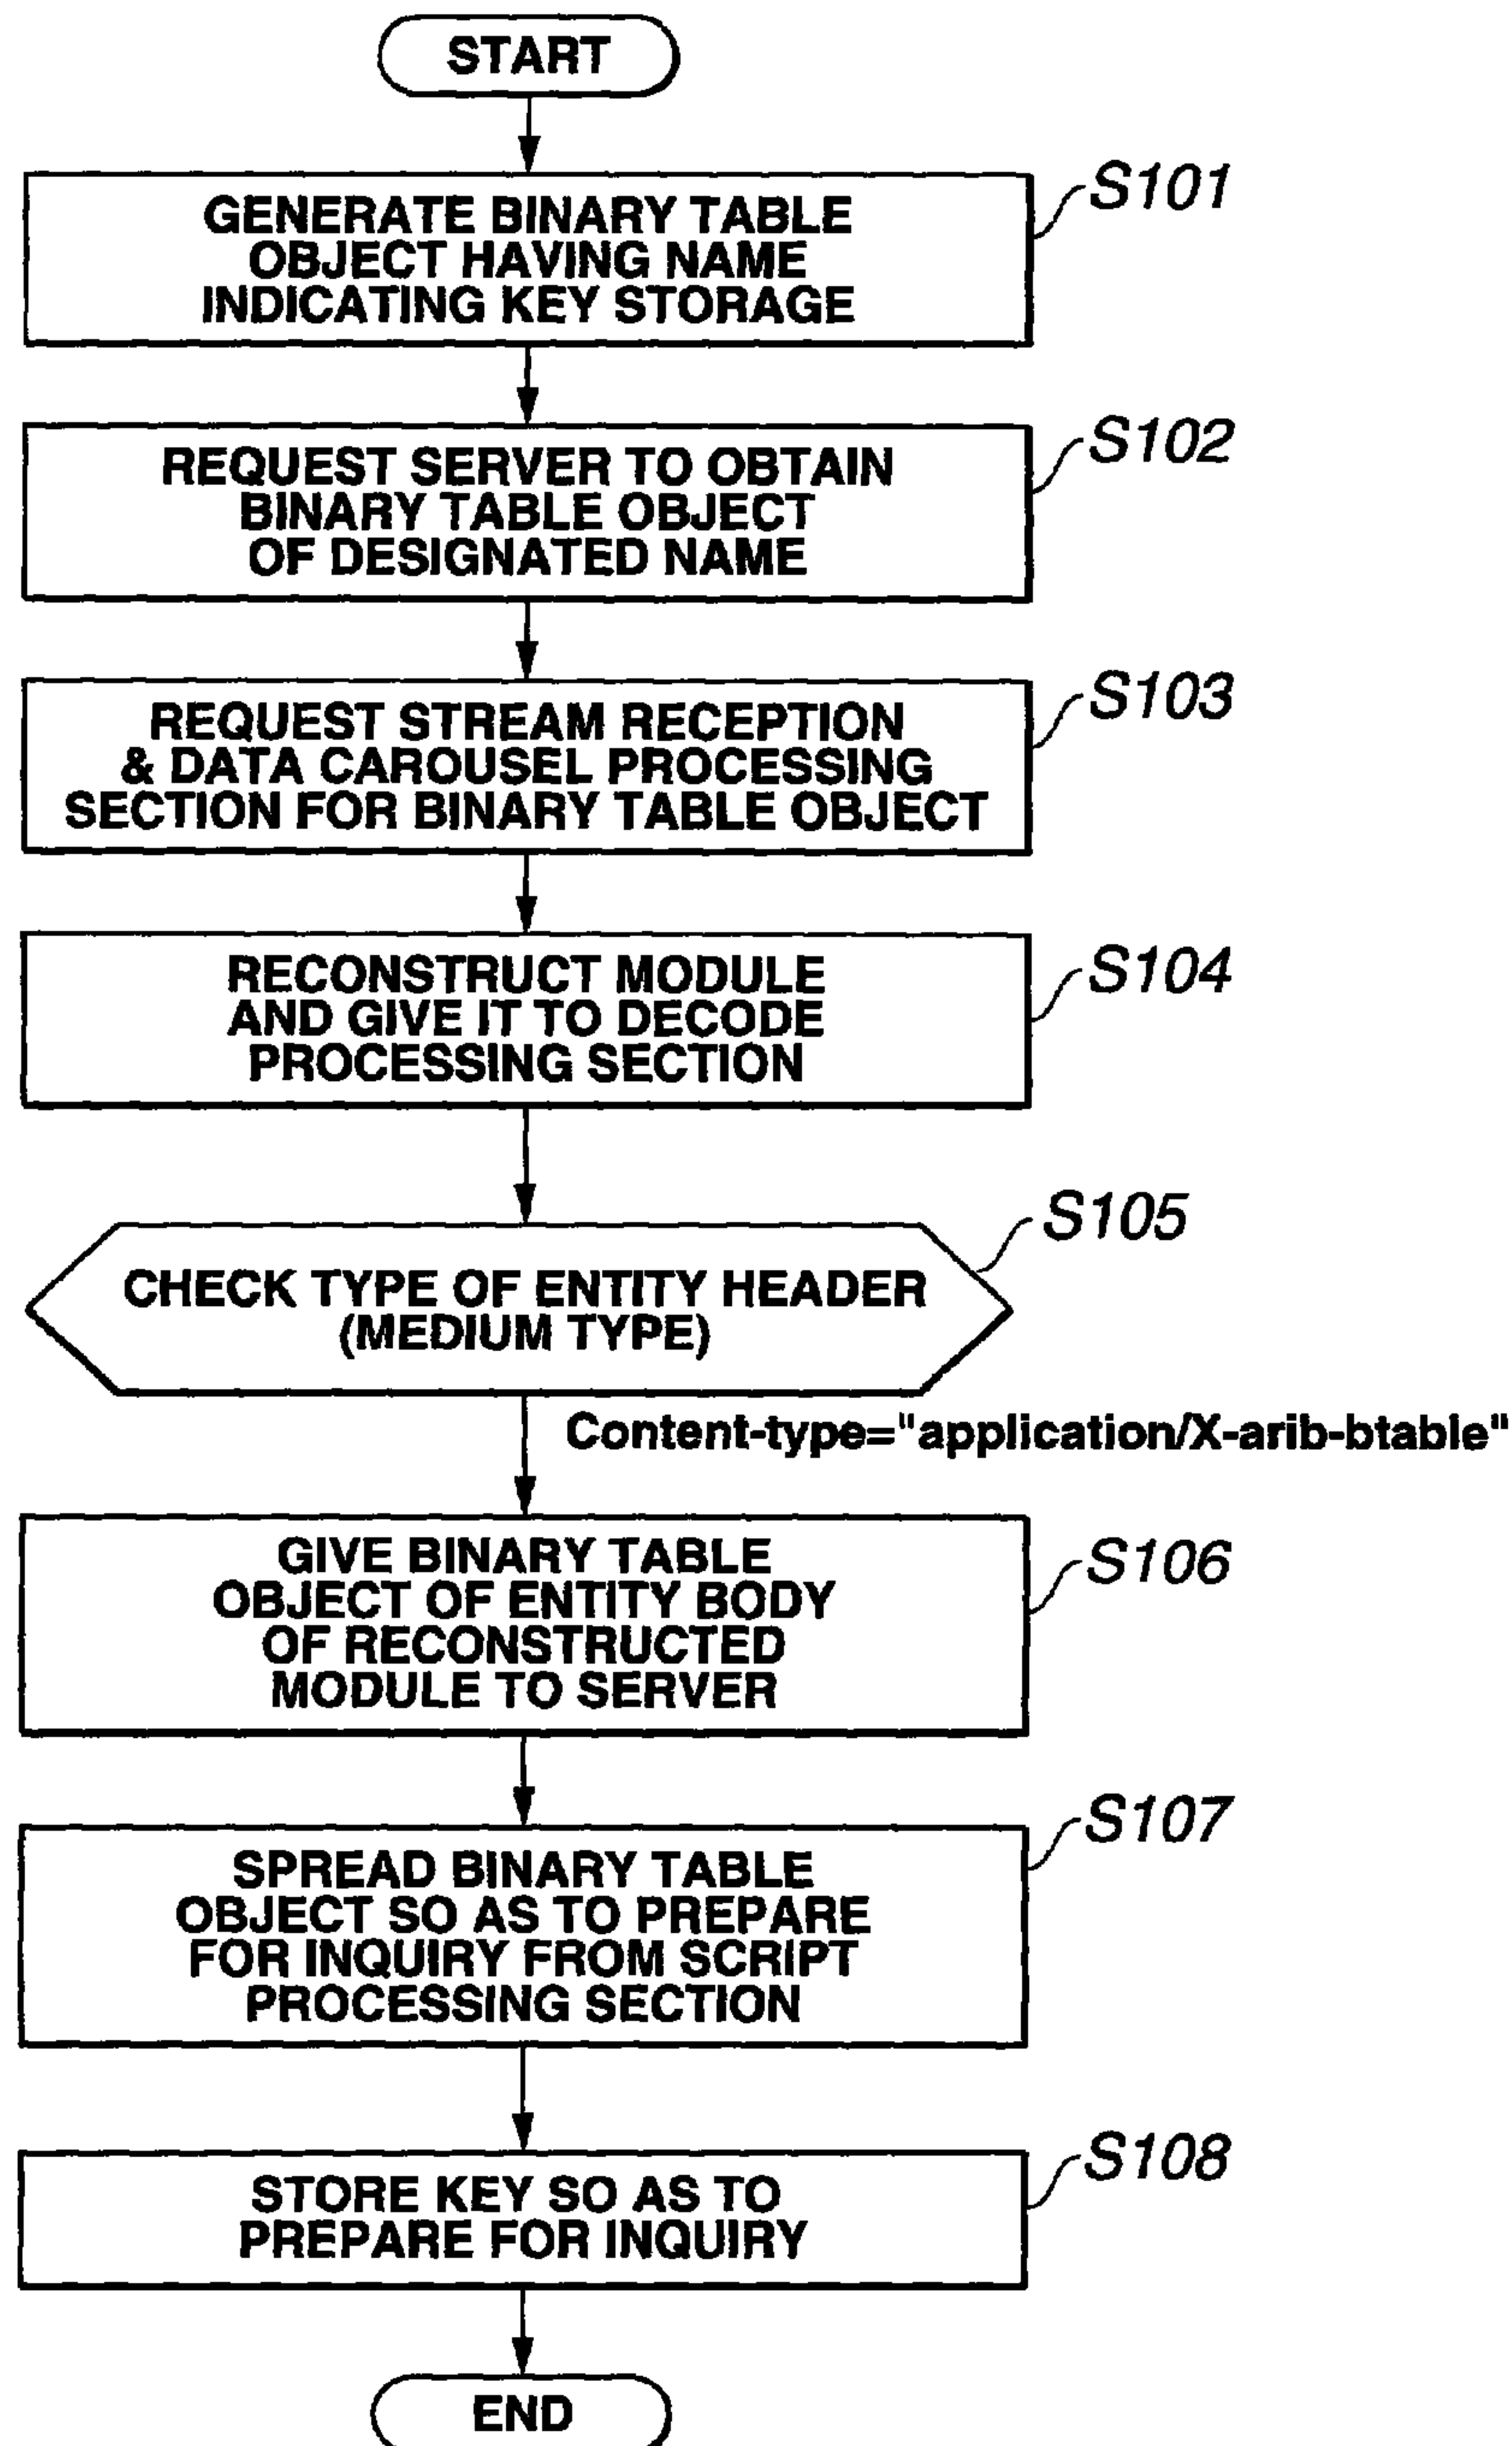 START
S101
GENERATE BINARY TABLE
OBJECT HAVING NAME
INDICATING KEY STORAGE
S102
REQUEST SERVER TO OBTAIN
BINARY TABLE OBJECT
OF DESIGNATED NAME
S103
REQUEST STREAM RECEPTION
& DATA CAROUSEL PROCESSING
SECTION FOR BINARY TABLE OBJECT
S104
RECONSTRUCT MODULE
AND GIVE IT TO DECODE
PROCESSING SECTION
S105
CHECK TYPE OF ENTITY HEADER
(MEDIUM TYPE)
Content-type="application/X-arib-btable"
S106
GIVE BINARY TABLE
OBJECT OF ENTITY BODY
OF RECONSTRUCTED
MODULE TO SERVER
S107
SPREAD BINARY TABLE
OBJECT SO AS TO PREPARE
FOR INQUIRY FROM SCRIPT
PROCESSING SECTION
S108
STORE KEY SO AS TO
PREPARE FOR INQUIRY
END